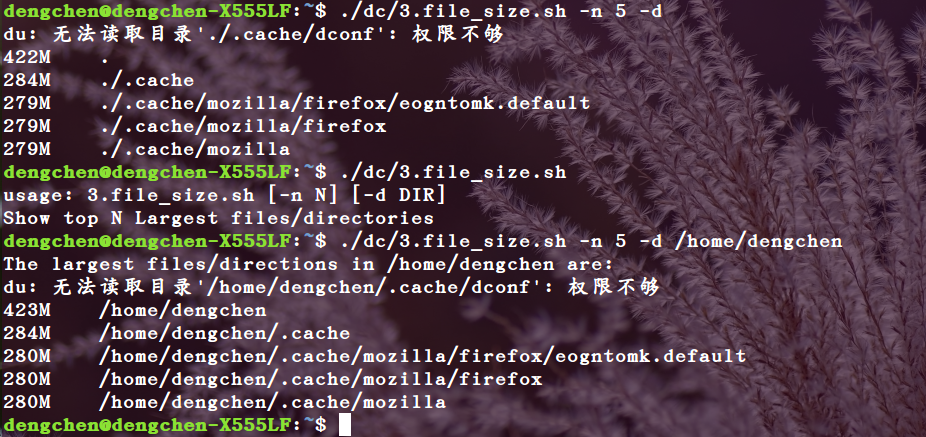 dengchen@dengchen-X555LF:~$ ./dc/3.file_size.sh -n 5 -d
du: 无法读取目录'./.cache/dconf': 权限不够
422M    .
284M    ./.cache
279M    ./.cache/mozilla/firefox/eogntomk.default
279M    ./.cache/mozilla/firefox
279M    ./.cache/mozilla
dengchen@dengchen-X555LF:~$ ./dc/3.file_size.sh
usage: 3.file_size.sh [-n N] [-d DIR]
Show top N Largest files/directories
dengchen@dengchen-X555LF:~$ ./dc/3.file_size.sh -n 5 -d /home/dengchen
The largest files/directions in /home/dengchen are:
du: 无法读取目录'/home/dengchen/.cache/dconf': 权限不够
423M    /home/dengchen
284M    /home/dengchen/.cache
280M    /home/dengchen/.cache/mozilla/firefox/eogntomk.default
280M    /home/dengchen/.cache/mozilla/firefox
280M    /home/dengchen/.cache/mozilla
dengchen@dengchen-X555LF:~$